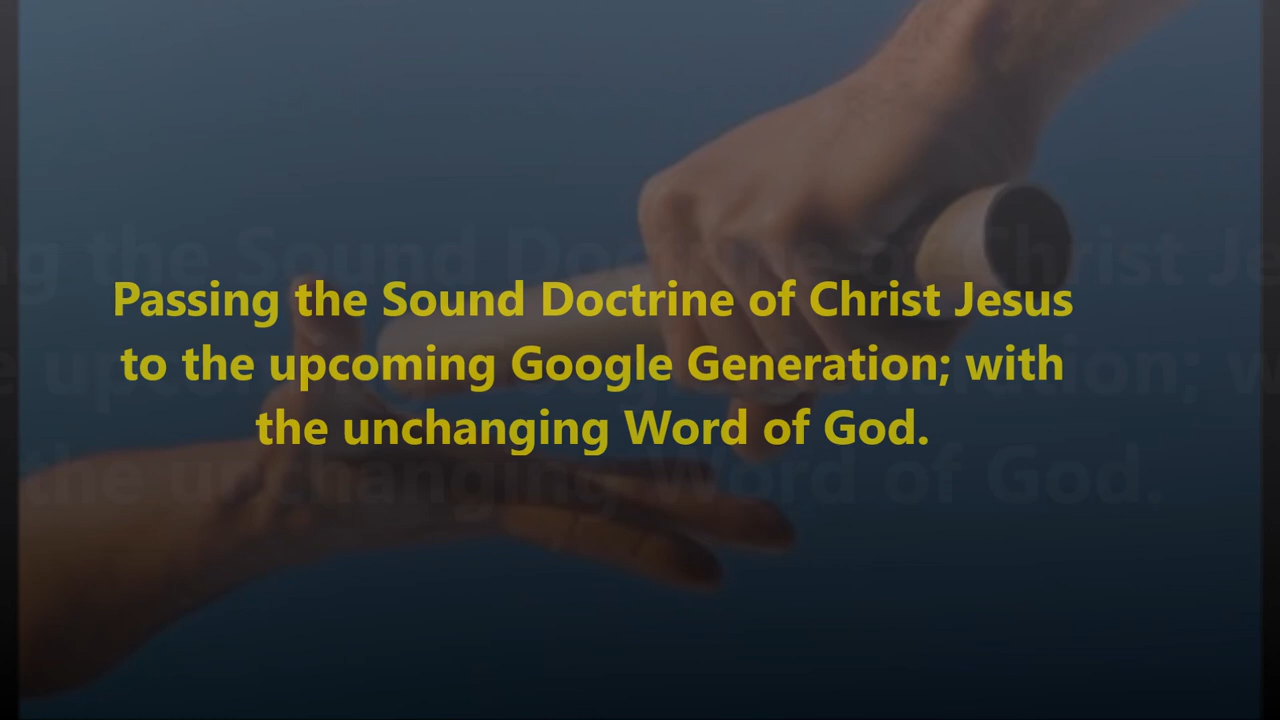 Passing the Sound Doctrine of Christ Jesus
to the upcoming Google Generation; with
the unchanging Word of God.